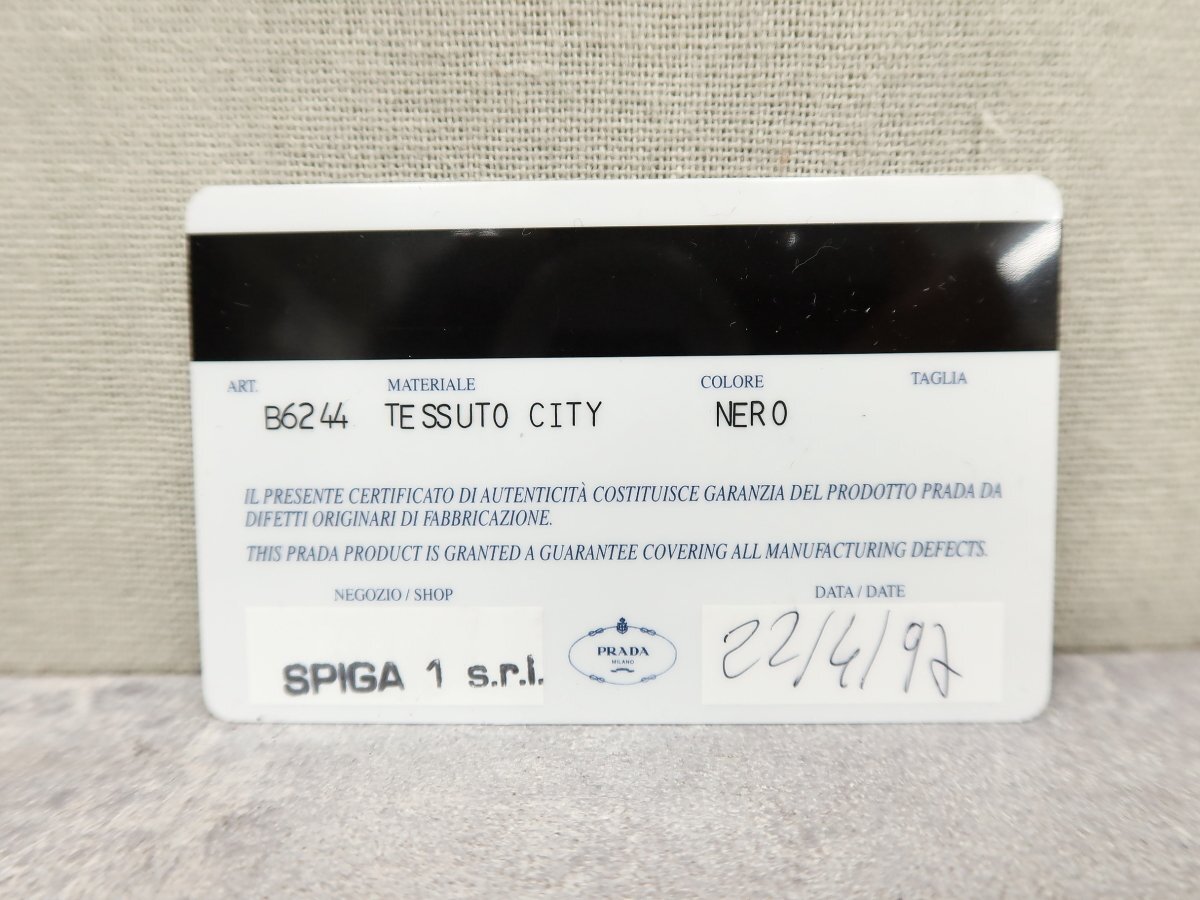 ART. MATERIALE COLORE TAGLIA
B6244 TESSUTO CITY NERO
IL PRESENTE CERTIFICATO DI AUTENTICITÀ COSTITUISCE GARANZIA DEL PRODOTTO PRADA DA
DIFETTI ORIGINARI DI FABBRICAZIONE.
THIS PRADA PRODUCT IS GRANTED A GUARANTEE COVERING ALL MANUFACTURING DEFECTS.
NEGOZIO / SHOP DATA / DATE
SPIGA 1 s.r.l. PRADA 22/4/97
MILANO